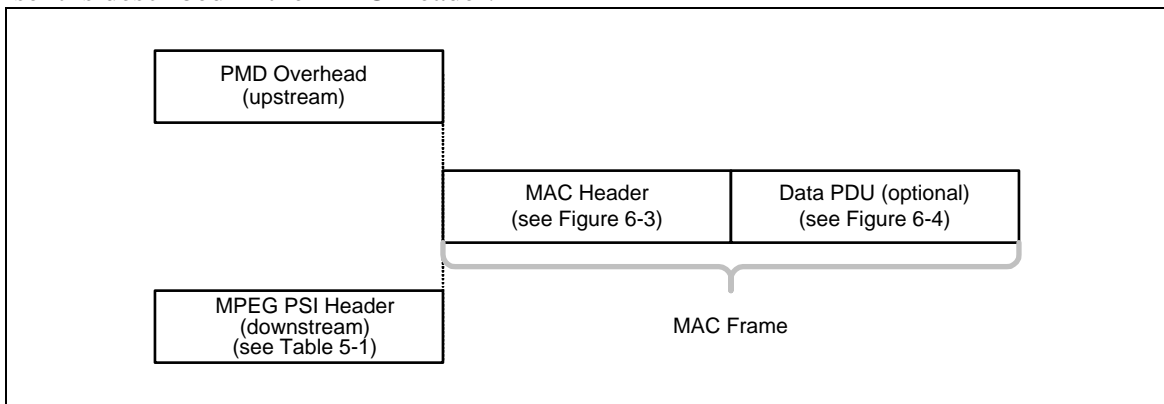 PMD Overhead
(upstream)
MAC Header
(see Figure 6-3)
Data PDU (optional)
(see Figure 6-4)
MPEG PSI Header
(downstream)
(see Table 5-1)
MAC Frame